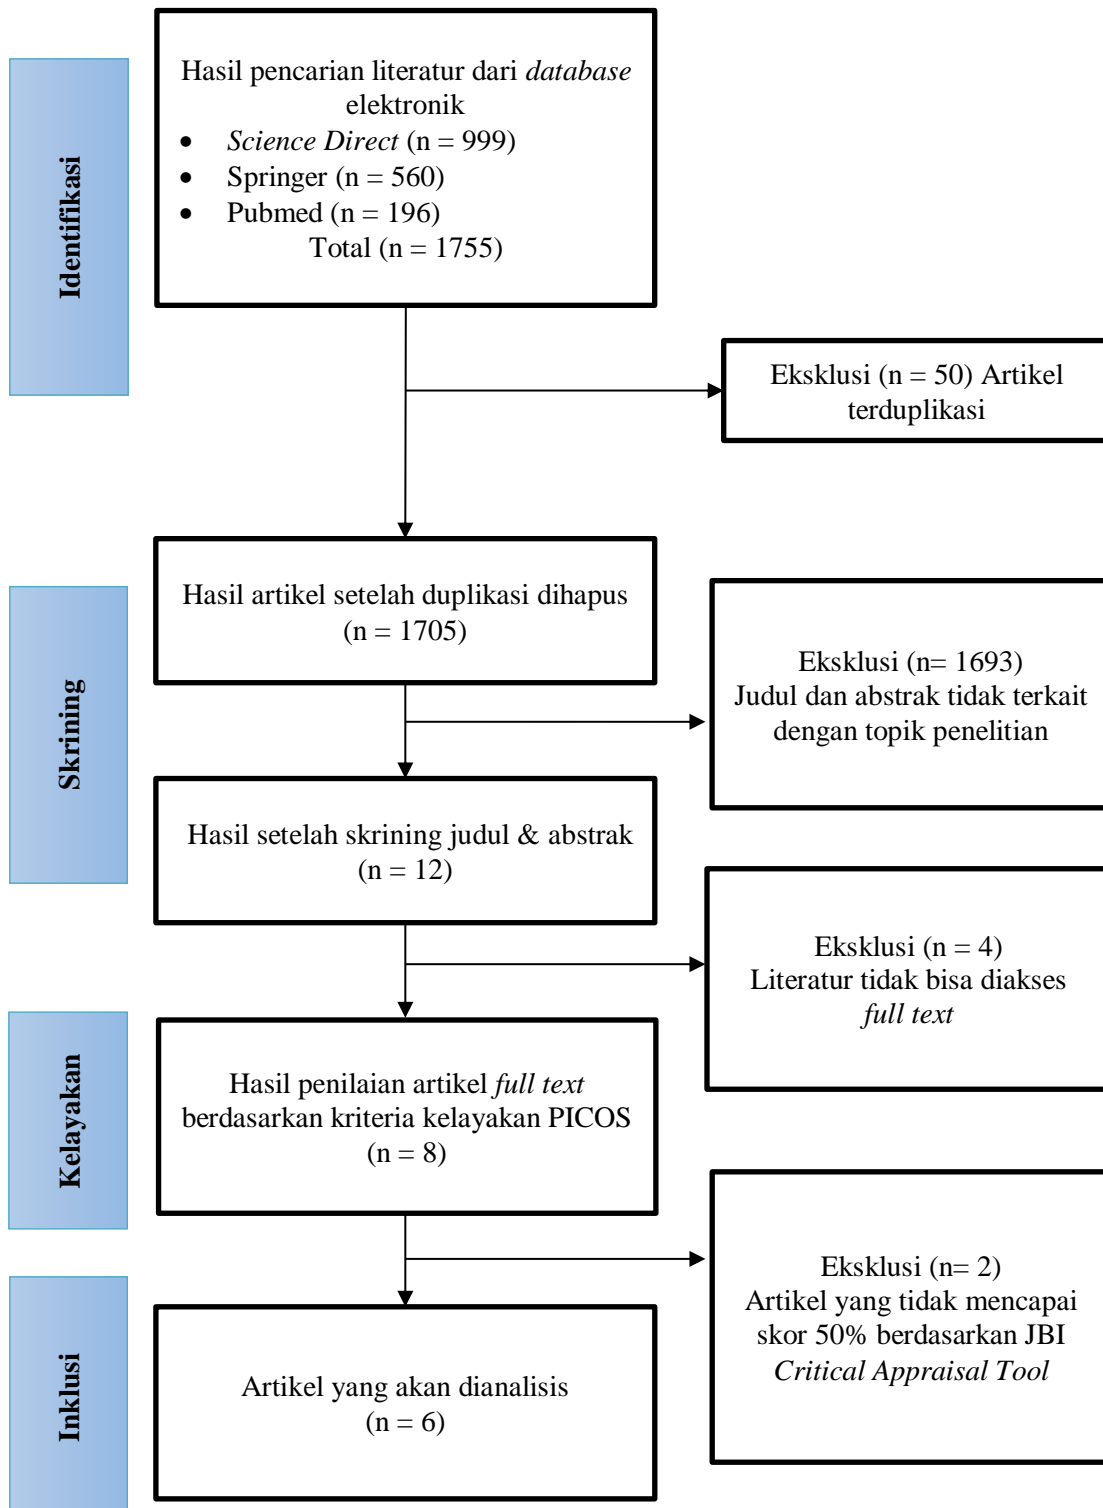 Identifikasi
Hasil pencarian literatur dari database
elektronik
• Science Direct (n = 999)
• Springer (n = 560)
• Pubmed (n = 196)
Total (n = 1755)
Eksklusi (n = 50) Artikel
terduplikasi
Skrining
Hasil artikel setelah duplikasi dihapus
(n = 1705)
Eksklusi (n= 1693)
Judul dan abstrak tidak terkait
dengan topik penelitian
Hasil setelah skrining judul & abstrak
(n = 12)
Eksklusi (n = 4)
Literatur tidak bisa diakses
full text
Kelayakan
Hasil penilaian artikel full text
berdasarkan kriteria kelayakan PICOS
(n = 8)
Eksklusi (n= 2)
Artikel yang tidak mencapai
skor 50% berdasarkan JBI
Critical Appraisal Tool
Inklusi
Artikel yang akan dianalisis
(n = 6)